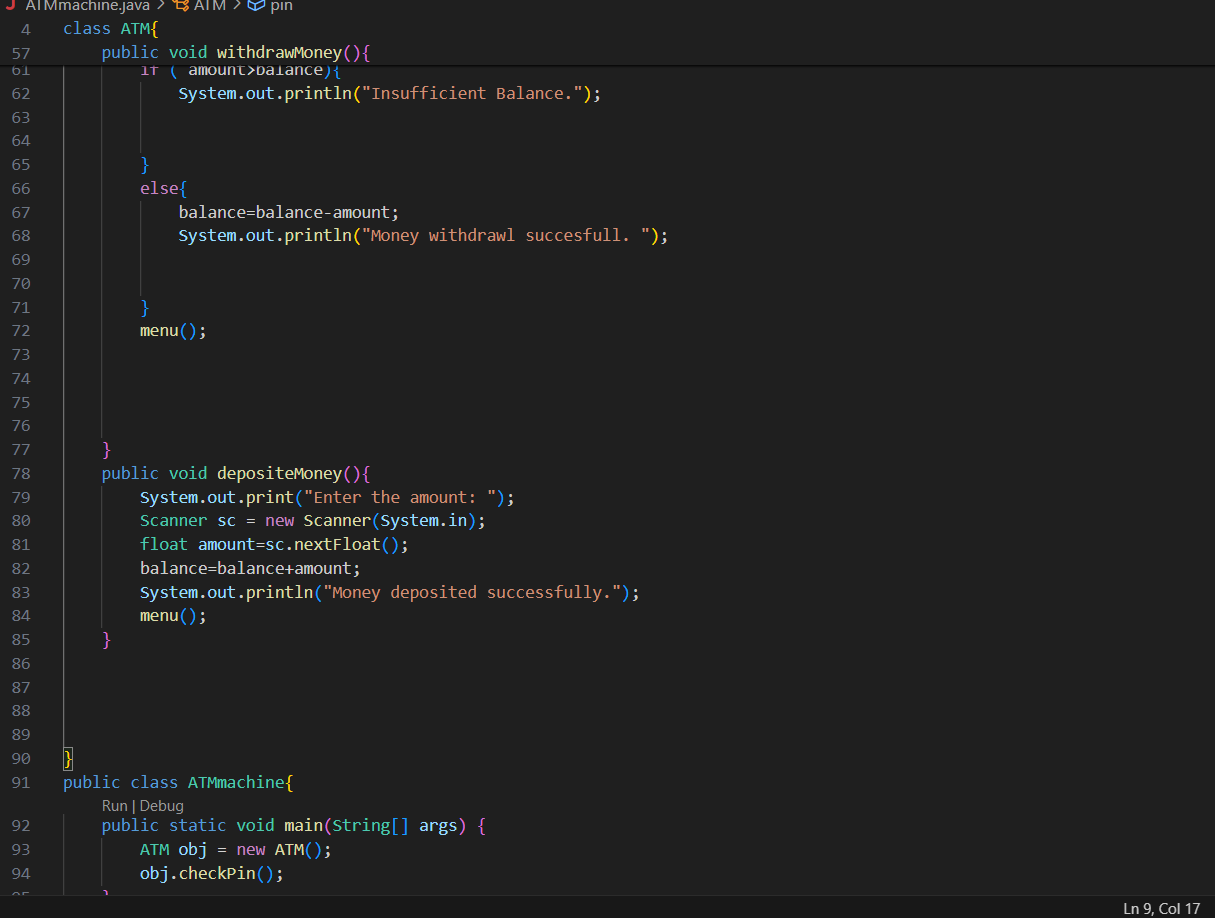 ATMmachine.java > ATM > pin
4 class ATM{
57 public void withdrawMoney(){
61 if ( amount>balance){
62 System.out.println("Insufficient Balance.");
63
64
65 }
66 else{
67 balance=balance-amount;
68 System.out.println("Money withdrawl succesfull. ");
69
70
71 }
72 menu();
73
74
75
76
77 }
78 public void depositeMoney(){
79 System.out.print("Enter the amount: ");
80 Scanner sc = new Scanner(System.in);
81 float amount=sc.nextFloat();
82 balance=balance+amount;
83 System.out.println("Money deposited successfully.");
84 menu();
85 }
86
87
88
89
90 }
91 public class ATMmachine{
Run | Debug
92 public static void main(String[] args) {
93 ATM obj = new ATM();
94 obj.checkPin();
95 }
Ln 9, Col 17